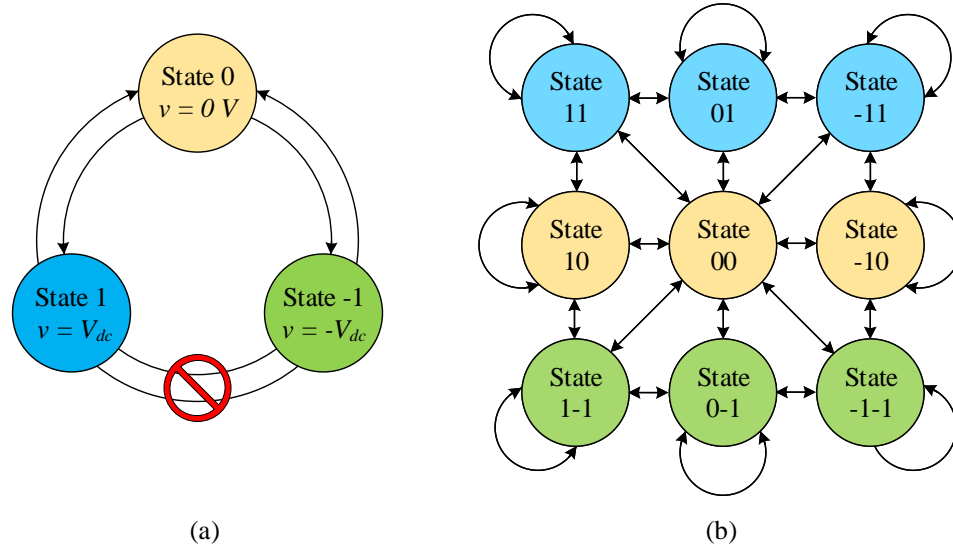 State 0
v = 0 V
State 1
v = Vdc
State -1
v = -Vdc
(a)
State
11
State
01
State
-11
State
10
State
00
State
-10
State
1-1
State
0-1
State
-1-1
(b)